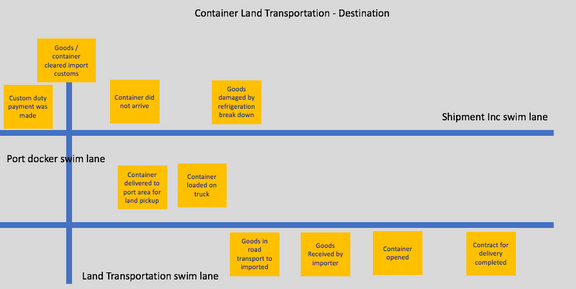 Container Land Transportation - Destination
Goods /
container
cleared import
customs
Custom duty
payment was
made
Container did
not arrive
Goods
damaged by
refrigeration
break down
Shipment Inc swim lane
Port docker swim lane
Container
delivered to
port area for
land pickup
Container
loaded on
truck
Goods in
road
transport to
imported
Goods
Received by
importer
Container
opened
Contract for
delivery
completed
Land Transportation swim lane